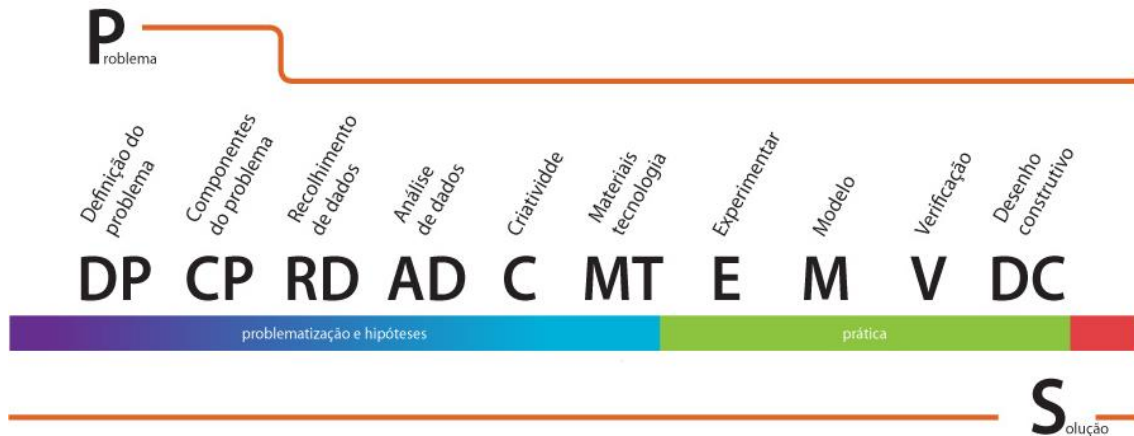 Problema
Definição do
problema
Componentes
do problema
Recolhimento
de dados
Análise
de dados
Criatividde
Materiais
tecnologia
Experimentar
Modelo
Verificação
Desenho
construtivo
DP CP RD AD C MT E M V DC
problematização e hipóteses
prática
Solução